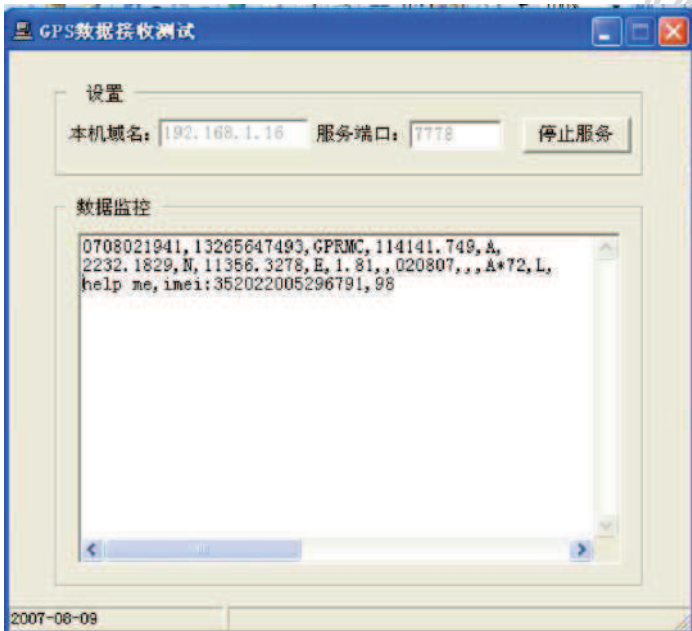 GPS数据接收测试
设置
本机域名: 192.168.1.16 服务端口: 7778 停止服务
数据监控
0708021941,13265647493,GPRMC,114141.749,A,
2232.1829,N,11356.3278,E,1.81,,020807,,,A*72,L,
help me,imei:352022005296791,98
2007-08-09